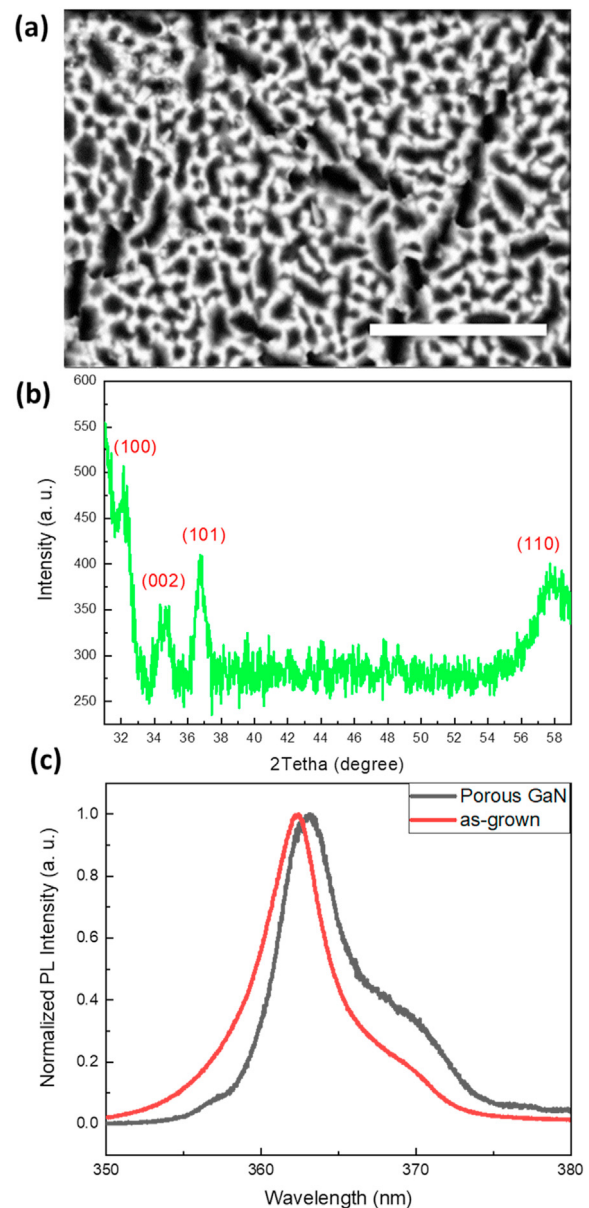 (a)
(b)
600
550
500
450
400
350
300
250
Intensity (a. u.)
(100)
(002)
(101)
(110)
32 34 36 38 40 42 44 46 48 50 52 54 56 58
2Tetha (degree)
(c)
Porous GaN
as-grown
1.0
0.8
0.6
0.4
0.2
0.0
Normalized PL Intensity (a. u.)
350 360 370 380
Wavelength (nm)